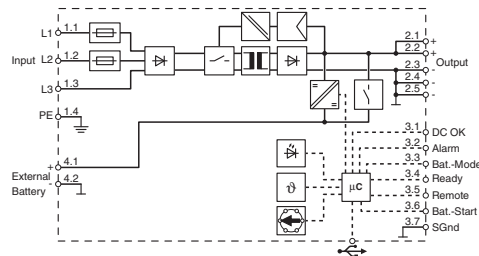 L1 1.1
Input L2 1.2
L3 1.3
PE 1.4
+ 4.1
External
Battery - 4.2
2.1 +
2.2 +
2.3 - Output
2.4 -
2.5 -
= =
3.1 DC OK
3.2 Alarm
3.3 Bat.-Mode
3.4 Ready
3.5 Remote
3.6 Bat.-Start
3.7 SGnd
ϑ
µC